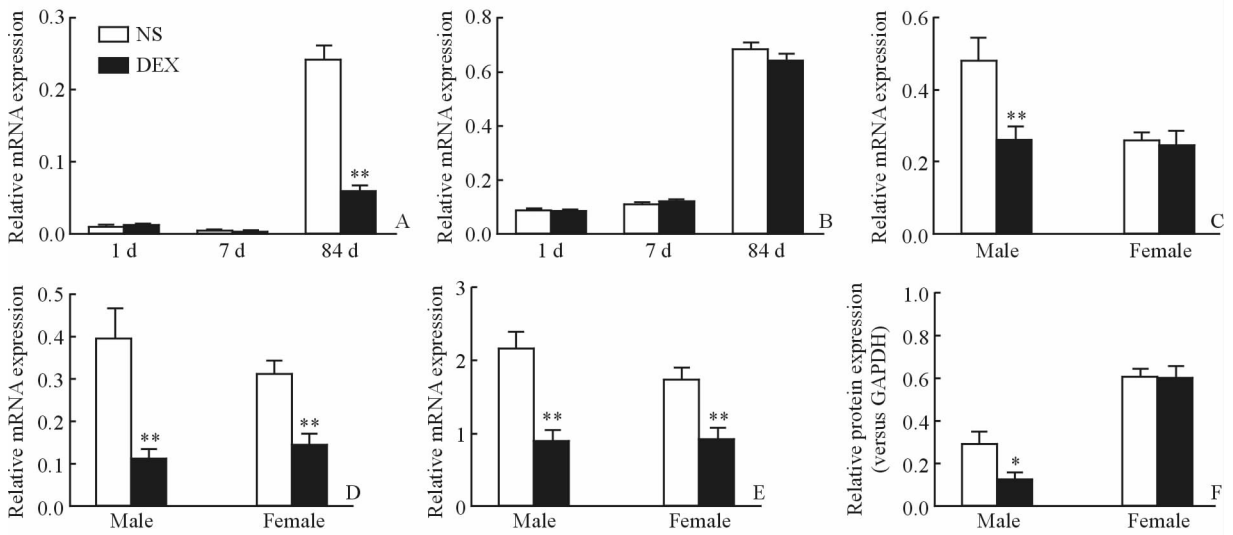 Relative mRNA expression
0.3
0.2
0.1
0.0
NS
DEX
**
1 d
7 d
84 d
A
Relative mRNA expression
0.8
0.6
0.4
0.2
0.0
1 d
7 d
84 d
B
Relative mRNA expression
0.6
0.4
0.2
0.0
**
Male
Female
C
Relative mRNA expression
0.5
0.4
0.3
0.2
0.1
0.0
**
**
Male
Female
D
Relative mRNA expression
3
2
1
0
**
**
Male
Female
E
Relative protein expression
(versus GAPDH)
1.0
0.8
0.6
0.4
0.2
0.0
*
Male
Female
F